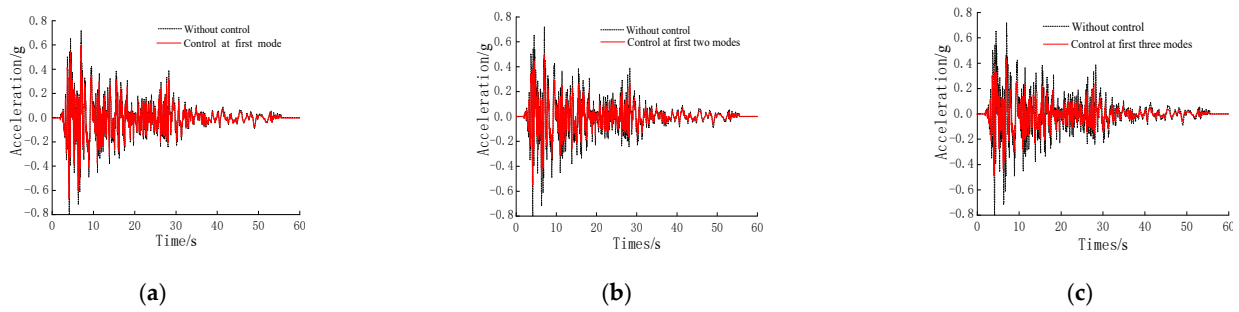 Without control
Control at first mode
Acceleration/g
0.8
0.6
0.4
0.2
0.0
-0.2
-0.4
-0.6
-0.8
0 10 20 30 40 50 60
Time/s
(a)
Without control
Control at first two modes
Acceleration/g
0.8
0.6
0.4
0.2
0.0
-0.2
-0.4
-0.6
-0.8
0 10 20 30 40 50 60
Times/s
(b)
Without control
Control at first three modes
Acceleration/g
0.8
0.6
0.4
0.2
0.0
-0.2
-0.4
-0.6
-0.8
0 10 20 30 40 50 60
Times/s
(c)